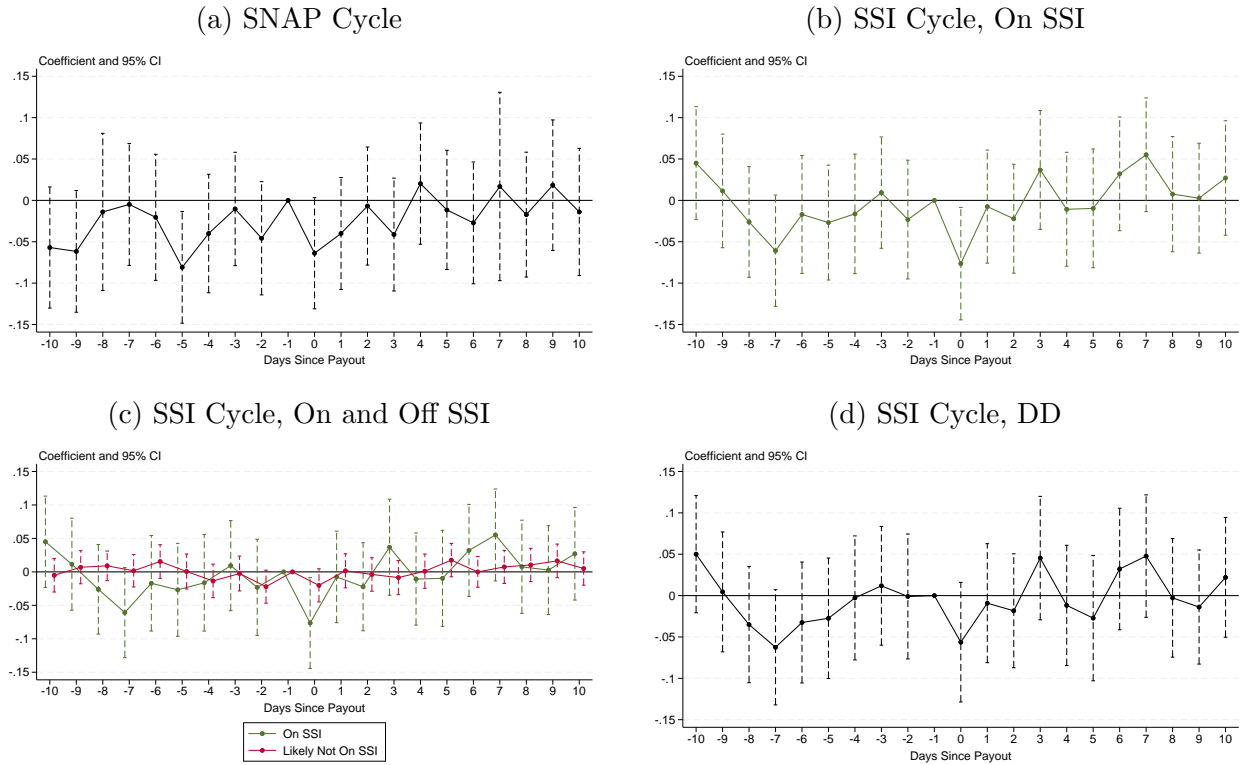 (a) SNAP Cycle
Coefficient and 95% CI
.15
.1
.05
0
-.05
-.1
-.15
-10 -9 -8 -7 -6 -5 -4 -3 -2 -1 0 1 2 3 4 5 6 7 8 9 10
Days Since Payout
(b) SSI Cycle, On SSI
Coefficient and 95% CI
.15
.1
.05
0
-.05
-.1
-.15
-10 -9 -8 -7 -6 -5 -4 -3 -2 -1 0 1 2 3 4 5 6 7 8 9 10
Days Since Payout
(c) SSI Cycle, On and Off SSI
Coefficient and 95% CI
.15
.1
.05
0
-.05
-.1
-.15
-10 -9 -8 -7 -6 -5 -4 -3 -2 -1 0 1 2 3 4 5 6 7 8 9 10
Days Since Payout
On SSI
Likely Not On SSI
(d) SSI Cycle, DD
Coefficient and 95% CI
.15
.1
.05
0
-.05
-.1
-.15
-10 -9 -8 -7 -6 -5 -4 -3 -2 -1 0 1 2 3 4 5 6 7 8 9 10
Days Since Payout